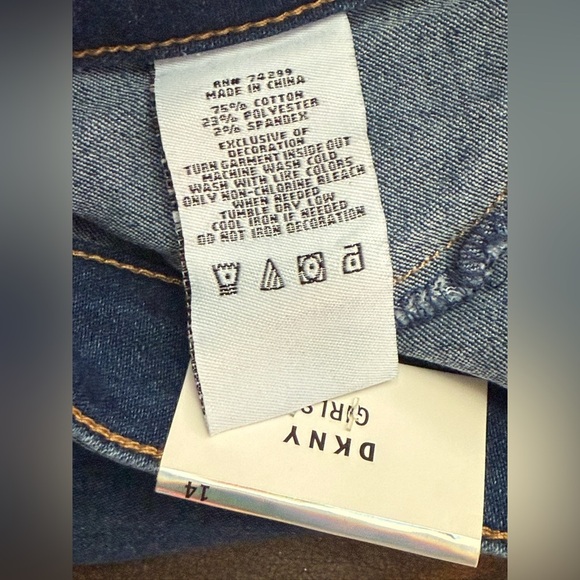 RN# 74299
MADE IN CHINA
75% COTTON
23% POLYESTER
2% SPANDEX
EXCLUSIVE OF
DECORATION
TURN GARMENT INSIDE OUT
MACHINE WASH COLD
WASH WITH LIKE COLORS
ONLY NON-CHLORINE BLEACH
WHEN NEEDED
TUMBLE DRY LOW
COOL IRON IF NEEDED
DO NOT IRON DECORATION
DKNY
GIRLS
14